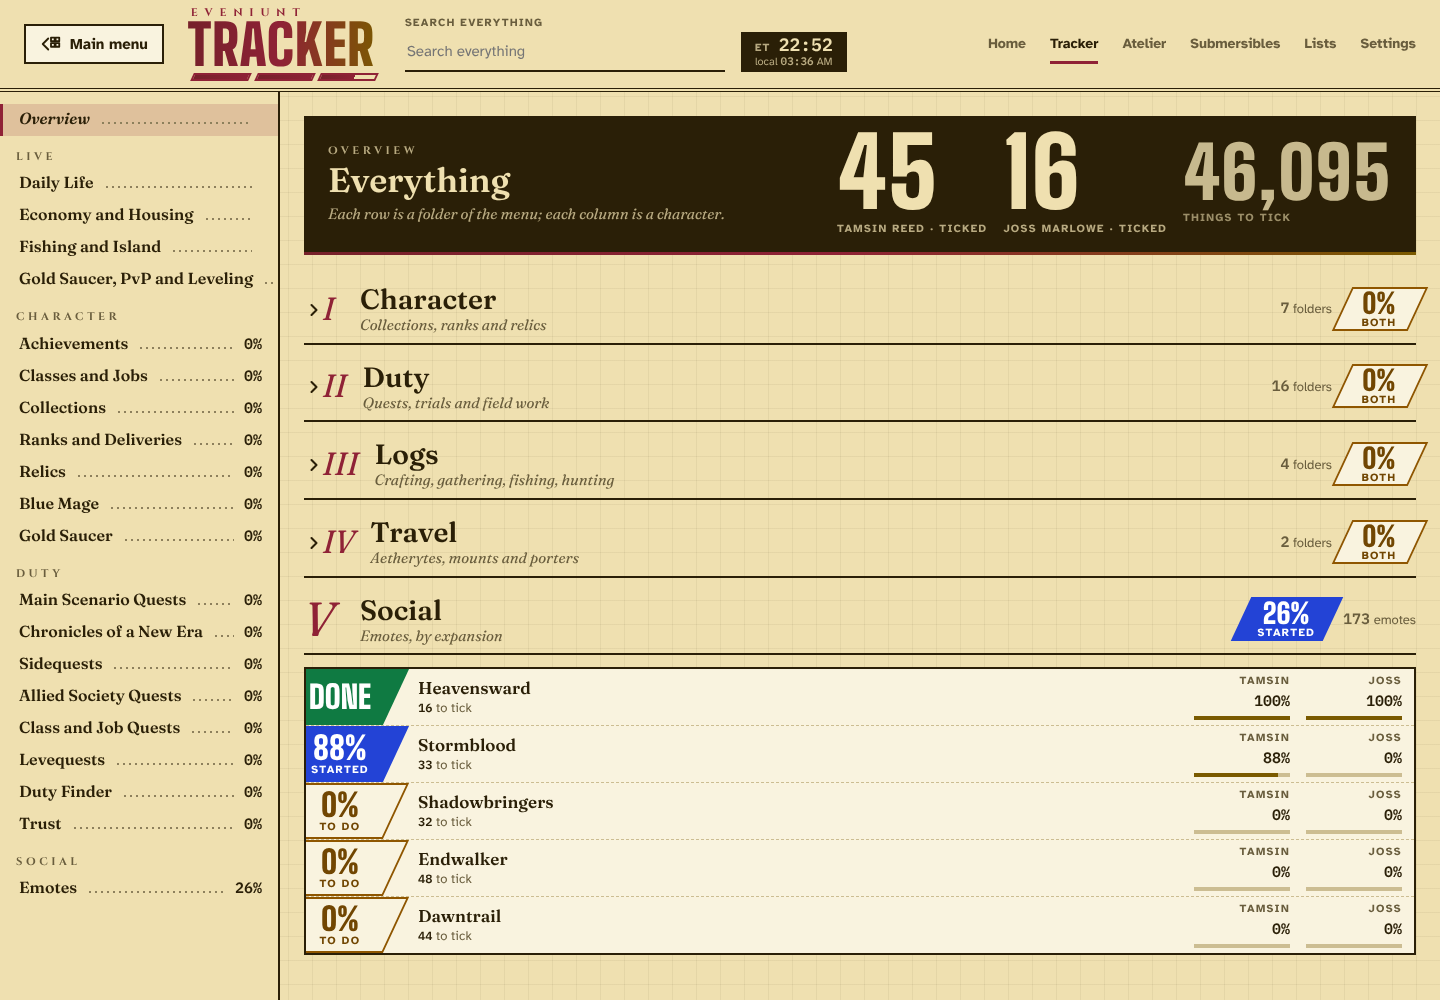 Main menu
EVENIUNT
TRACKER
SEARCH EVERYTHING
Search everything
ET 22:52
local 03:36 AM
Home
Tracker
Atelier
Submersibles
Lists
Settings
Overview
LIVE
Daily Life
Economy and Housing
Fishing and Island
Gold Saucer, PvP and Leveling
CHARACTER
Achievements 0%
Classes and Jobs 0%
Collections 0%
Ranks and Deliveries 0%
Relics 0%
Blue Mage 0%
Gold Saucer 0%
DUTY
Main Scenario Quests 0%
Chronicles of a New Era 0%
Sidequests 0%
Allied Society Quests 0%
Class and Job Quests 0%
Levequests 0%
Duty Finder 0%
Trust 0%
SOCIAL
Emotes 26%
OVERVIEW
Everything
Each row is a folder of the menu; each column is a character.
45
TAMSIN REED · TICKED
16
JOSS MARLOWE · TICKED
46,095
THINGS TO TICK
I Character
Collections, ranks and relics
7 folders
0%
BOTH
II Duty
Quests, trials and field work
16 folders
0%
BOTH
III Logs
Crafting, gathering, fishing, hunting
4 folders
0%
BOTH
IV Travel
Aetherytes, mounts and porters
2 folders
0%
BOTH
V Social
Emotes, by expansion
26%
STARTED
173 emotes
DONE
Heavensward
16 to tick
TAMSIN
100%
JOSS
100%
88%
STARTED
Stormblood
33 to tick
TAMSIN
88%
JOSS
0%
0%
TO DO
Shadowbringers
32 to tick
TAMSIN
0%
JOSS
0%
0%
TO DO
Endwalker
48 to tick
TAMSIN
0%
JOSS
0%
0%
TO DO
Dawntrail
44 to tick
TAMSIN
0%
JOSS
0%